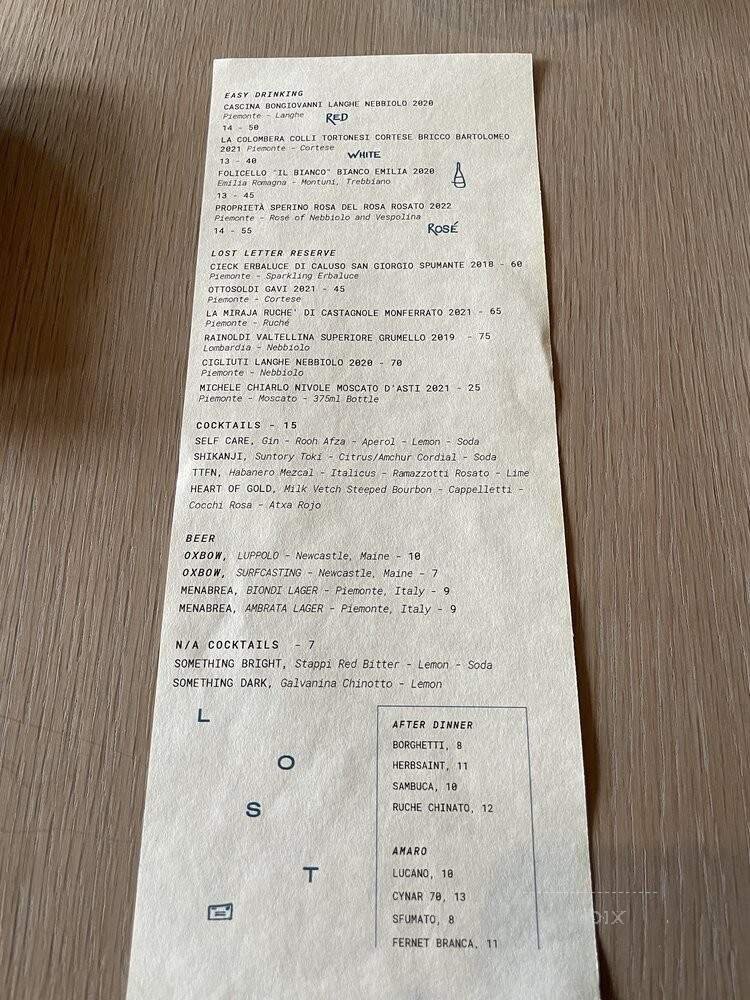 EASY DRINKING
CASCINA BONGIOVANNI LANGHE NEBBIOLO 2020
Piemonte - Langhe RED
14 - 50
LA COLOMBERA COLLI TORTONESI CORTESE BRICCO BARTOLOMEO
2021 Piemonte - Cortese
13 - 40 WHITE
FOLICELLO "IL BIANCO" BIANCO EMILIA 2020
Emilia Romagna - Montuni, Trebbiano
13 - 45
PROPRIETÀ SPERINO ROSA DEL ROSA ROSATO 2022
Piemonte - Rosé of Nebbiolo and Vespolina
14 - 55 ROSÉ
LOST LETTER RESERVE
CIECK ERBALUCE DI CALUSO SAN GIORGIO SPUMANTE 2018 - 60
Piemonte - Sparkling Erbaluce
OTTOSOLDI GAVI 2021 - 45
Piemonte - Cortese
LA MIRAJA RUCHE' DI CASTAGNOLE MONFERRATO 2021 - 65
Piemonte - Ruché
RAINOLDI VALTELLINA SUPERIORE GRUMELLO 2019 - 75
Lombardia - Nebbiolo
CIGLIUTI LANGHE NEBBIOLO 2020 - 70
Piemonte - Nebbiolo
MICHELE CHIARLO NIVOLE MOSCATO D'ASTI 2021 - 25
Piemonte - Moscato - 375ml Bottle
COCKTAILS - 15
SELF CARE, Gin - Rooh Afza - Aperol - Lemon - Soda
SHIKANJI, Suntory Toki - Citrus/Amchur Cordial - Soda
TTFN, Habanero Mezcal - Italicus - Ramazzotti Rosato - Lime
HEART OF GOLD, Milk Vetch Steeped Bourbon - Cappelletti -
Cocchi Rosa - Atxa Rojo
BEER
OXBOW, LUPPOLO - Newcastle, Maine - 10
OXBOW, SURFCASTING - Newcastle, Maine - 7
MENABREA, BIONDI LAGER - Piemonte, Italy - 9
MENABREA, AMBRATA LAGER - Piemonte, Italy - 9
N/A COCKTAILS - 7
SOMETHING BRIGHT, Stappi Red Bitter - Lemon - Soda
SOMETHING DARK, Galvanina Chinotto - Lemon
L
O
S
T
AFTER DINNER
BORGHETTI, 8
HERBSAINT, 11
SAMBUCA, 10
RUCHE CHINATO, 12
AMARO
LUCANO, 10
CYNAR 70, 13
SFUMATO, 8
FERNET BRANCA, 11